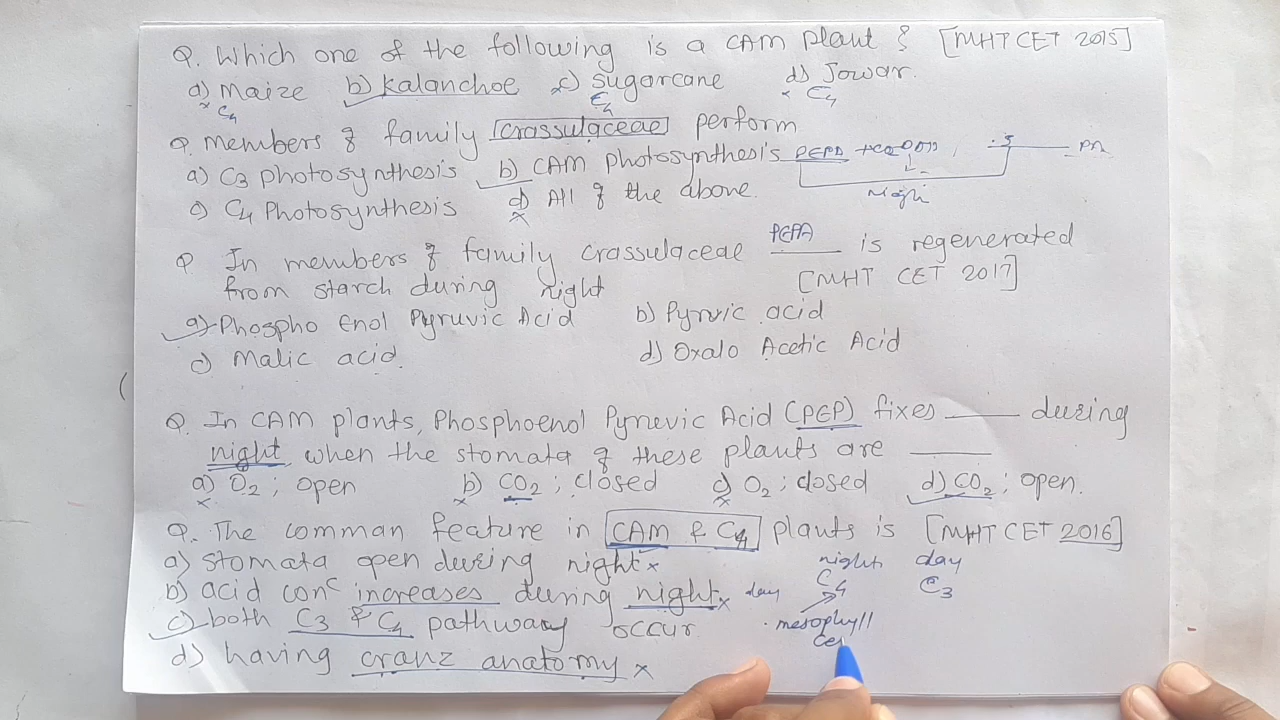 Q. Which one of the following is a CAM plant ? [MHT CET 2015]
a) Maize b) kalanchoe c) sugarcane d) Jowar.
x C4 C4 x C4
Q. members of family crassulaceae perform
a) C3 photosynthesis b) CAM photosynthesis PEPA PA
c) C4 Photosynthesis d) All of the above. night
x
Q In members of family crassulaceae PEPA is regenerated
from starch during night [MHT CET 2017]
a) Phospho Enol Pyruvic Acid b) Pyruvic acid
c) Malic acid. d) Oxalo Acetic Acid
Q. In CAM plants, Phosphoenol Pyruvic Acid (PEP) fixes ___ during
night, when the stomata of these plants are ___
a) O2 ; open b) CO2 ; closed c) O2 ; closed d) CO2 ; open.
x x x
Q. The comman feature in CAM & C4 plants is [MHT CET 2016]
a) stomata open during night x night day
b) acid conc increases during night x day C4 C3
c) both C3 & C4 pathway occur mesophyll
d) having cranz anatomy x ce